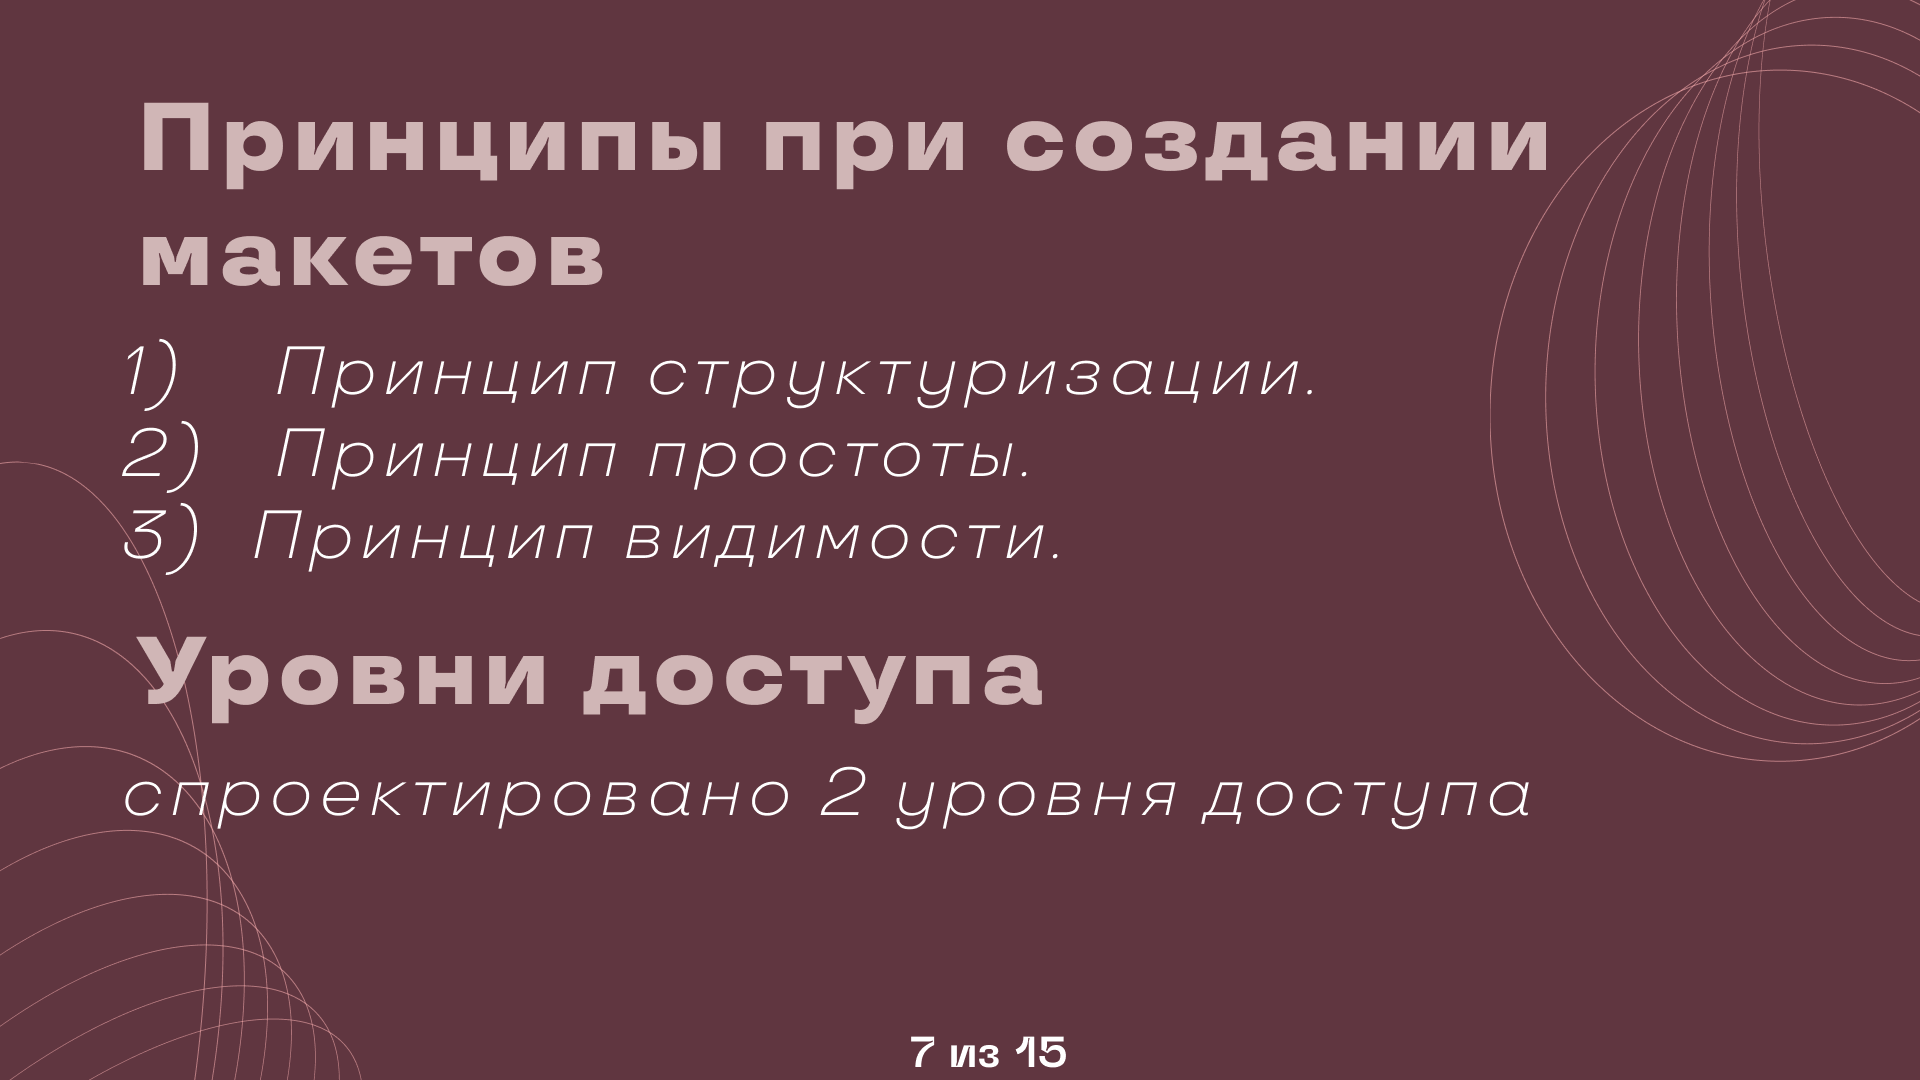 Принципы при создании
макетов
1) Принцип структуризации.
2) Принцип простоты.
3) Принцип видимости.
Уровни доступа
спроектировано 2 уровня доступа
7 из 15